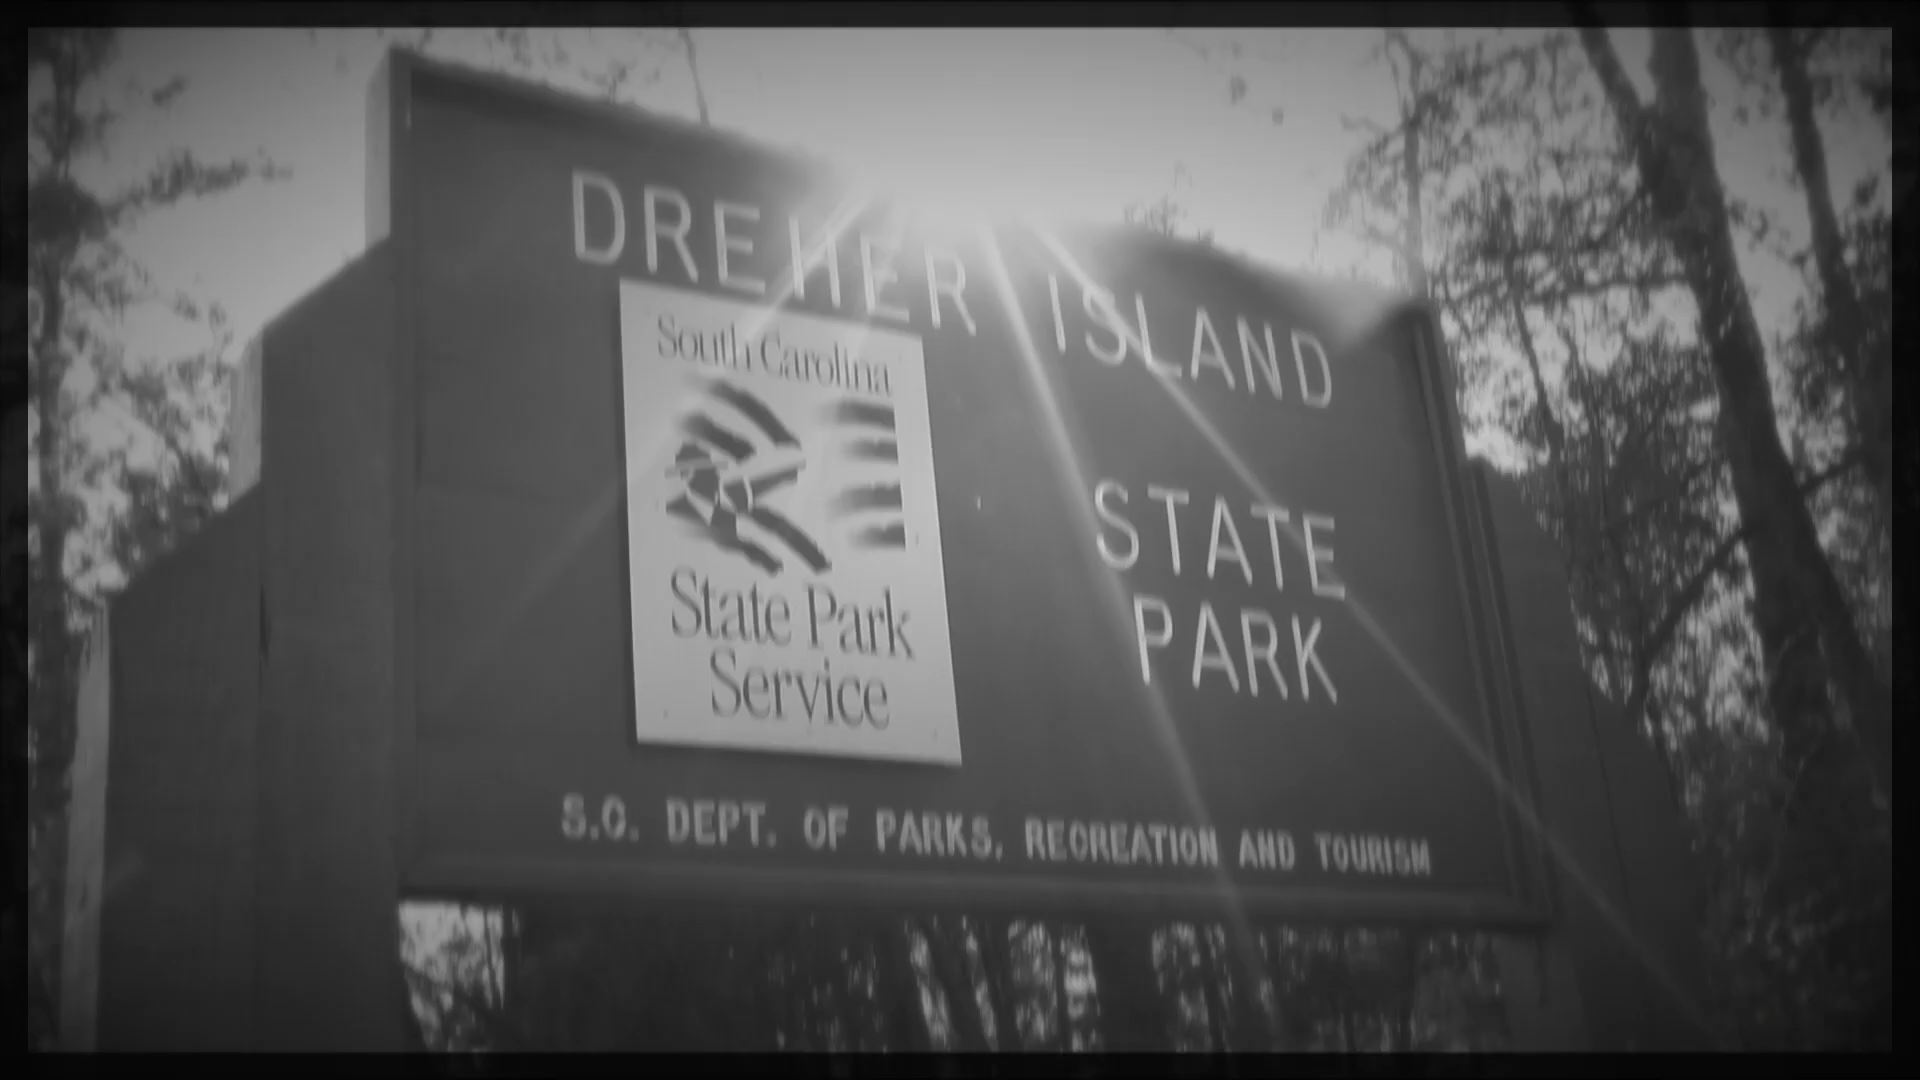 DREHER ISLAND
South Carolina
State Park
Service
STATE
PARK
S.C. DEPT. OF PARKS, RECREATION AND TOURISM